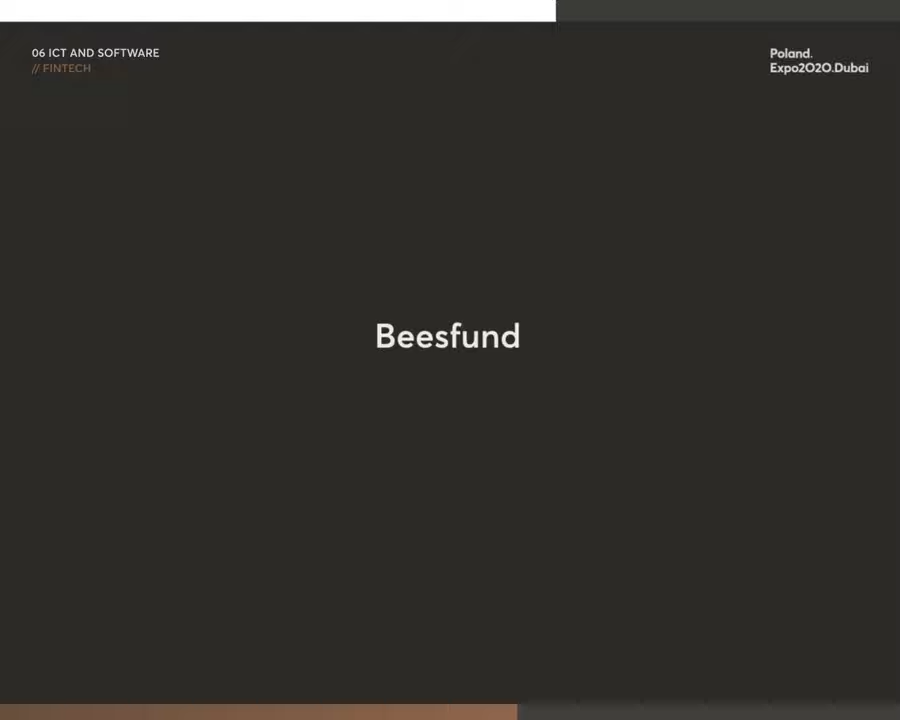 06 ICT AND SOFTWARE
// FINTECH
Poland.
Expo2020.Dubai
Beesfund